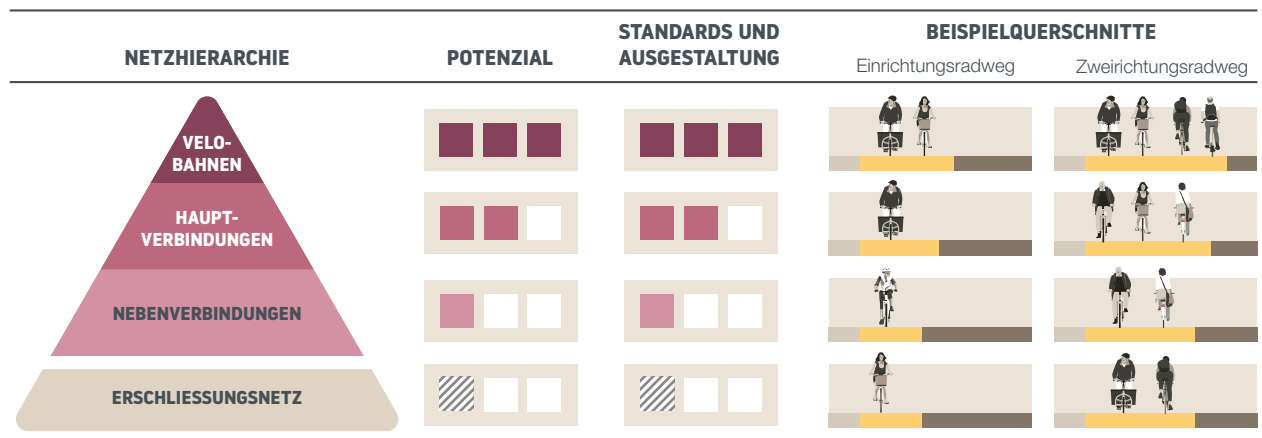 NETZHIERARCHIE
POTENZIAL
STANDARDS UND
AUSGESTALTUNG
BEISPIELQUERSCHNITTE
Einrichtungsradweg
Zweirichtungsradweg
VELO-
BAHNEN
HAUPT-
VERBINDUNGEN
NEBENVERBINDUNGEN
ERSCHLIESSUNGSNETZ